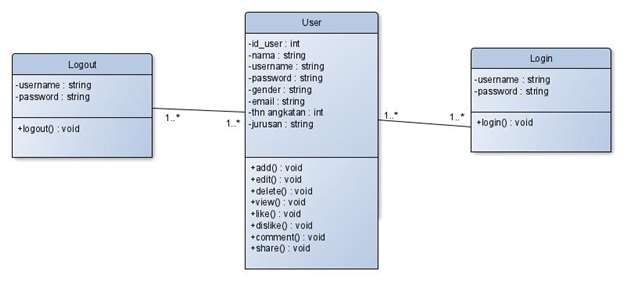 Logout
-username : string
-password : string
+logout() : void
1..*
1..*
User
-id_user : int
-nama : string
-username : string
-password : string
-gender : string
-email : string
-thn angkatan : int
-jurusan : string
+add() : void
+edit() : void
+delete() : void
+view() : void
+like() : void
+dislike() : void
+comment() : void
+share() : void
1..*
1..*
Login
-username : string
-password : string
+login() : void